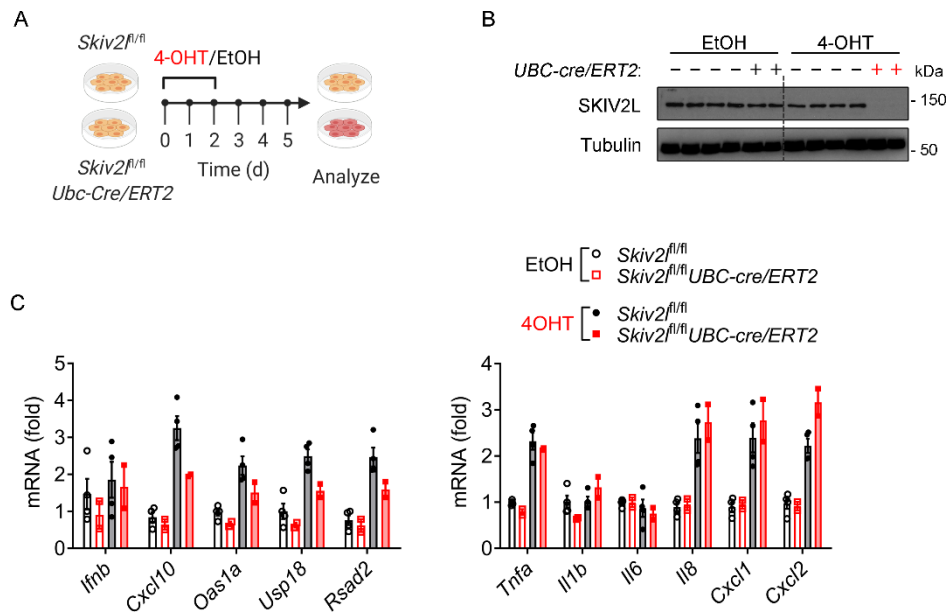 A
Skiv2l^fl/fl
4-OHT/EtOH
0 1 2 3 4 5
Time (d)
Skiv2l^fl/fl
Ubc-Cre/ERT2
Analyze
B
EtOH 4-OHT
UBC-cre/ERT2: – – – – + + – – – – + + kDa
SKIV2L - 150
Tubulin - 50
EtOH Skiv2l^fl/fl
Skiv2l^fl/fl UBC-cre/ERT2
4OHT Skiv2l^fl/fl
Skiv2l^fl/fl UBC-cre/ERT2
C
mRNA (fold)
5
4
3
2
1
0
Ifnb Cxcl10 Oas1a Usp18 Rsad2
mRNA (fold)
4
3
2
1
0
Tnfa Il1b Il6 Il8 Cxcl1 Cxcl2